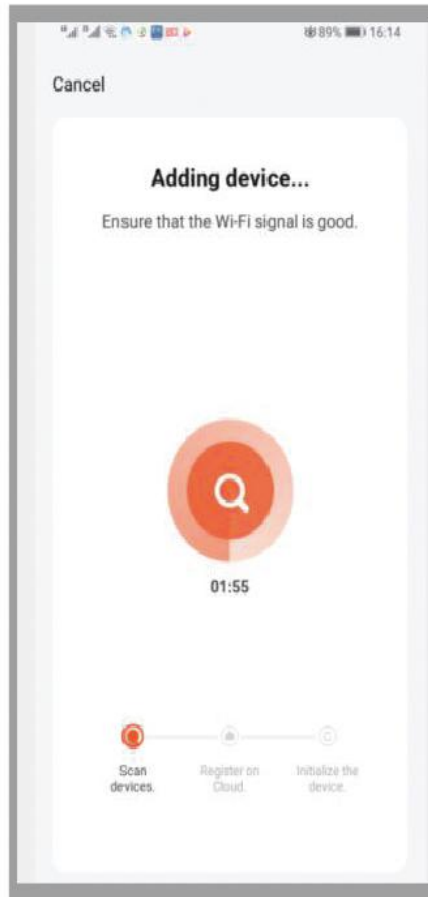 89% 16:14
Cancel
Adding device...
Ensure that the Wi-Fi signal is good.
01:55
Scan
devices.
Register on
Cloud.
Initialize the
device.